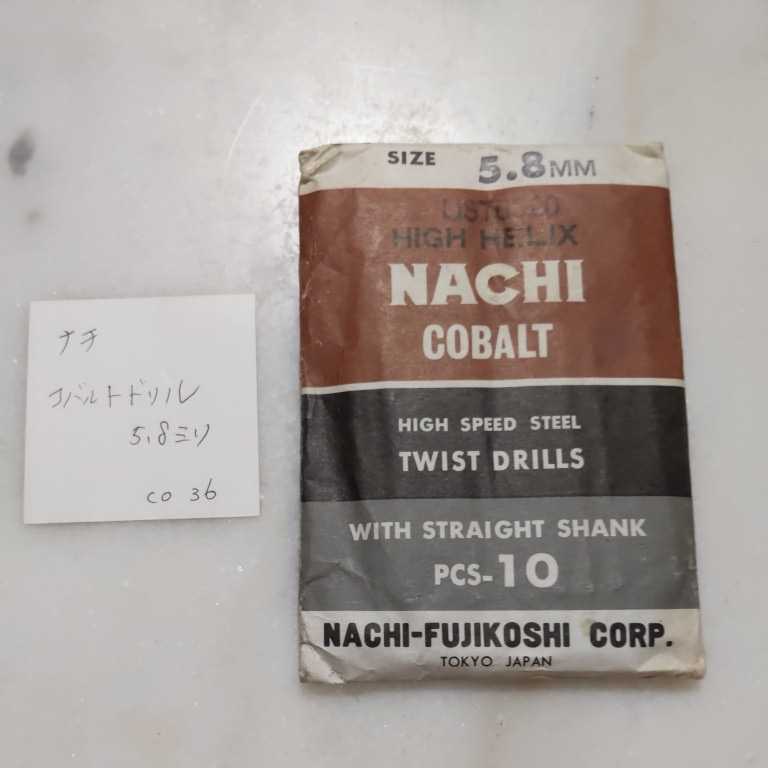 ナチ
コバルトドリル
5.8ミリ
CO 36
SIZE 5.8MM
HIGH HELIX
NACHI
COBALT
HIGH SPEED STEEL
TWIST DRILLS
WITH STRAIGHT SHANK
PCS-10
NACHI-FUJIKOSHI CORP.
TOKYO JAPAN